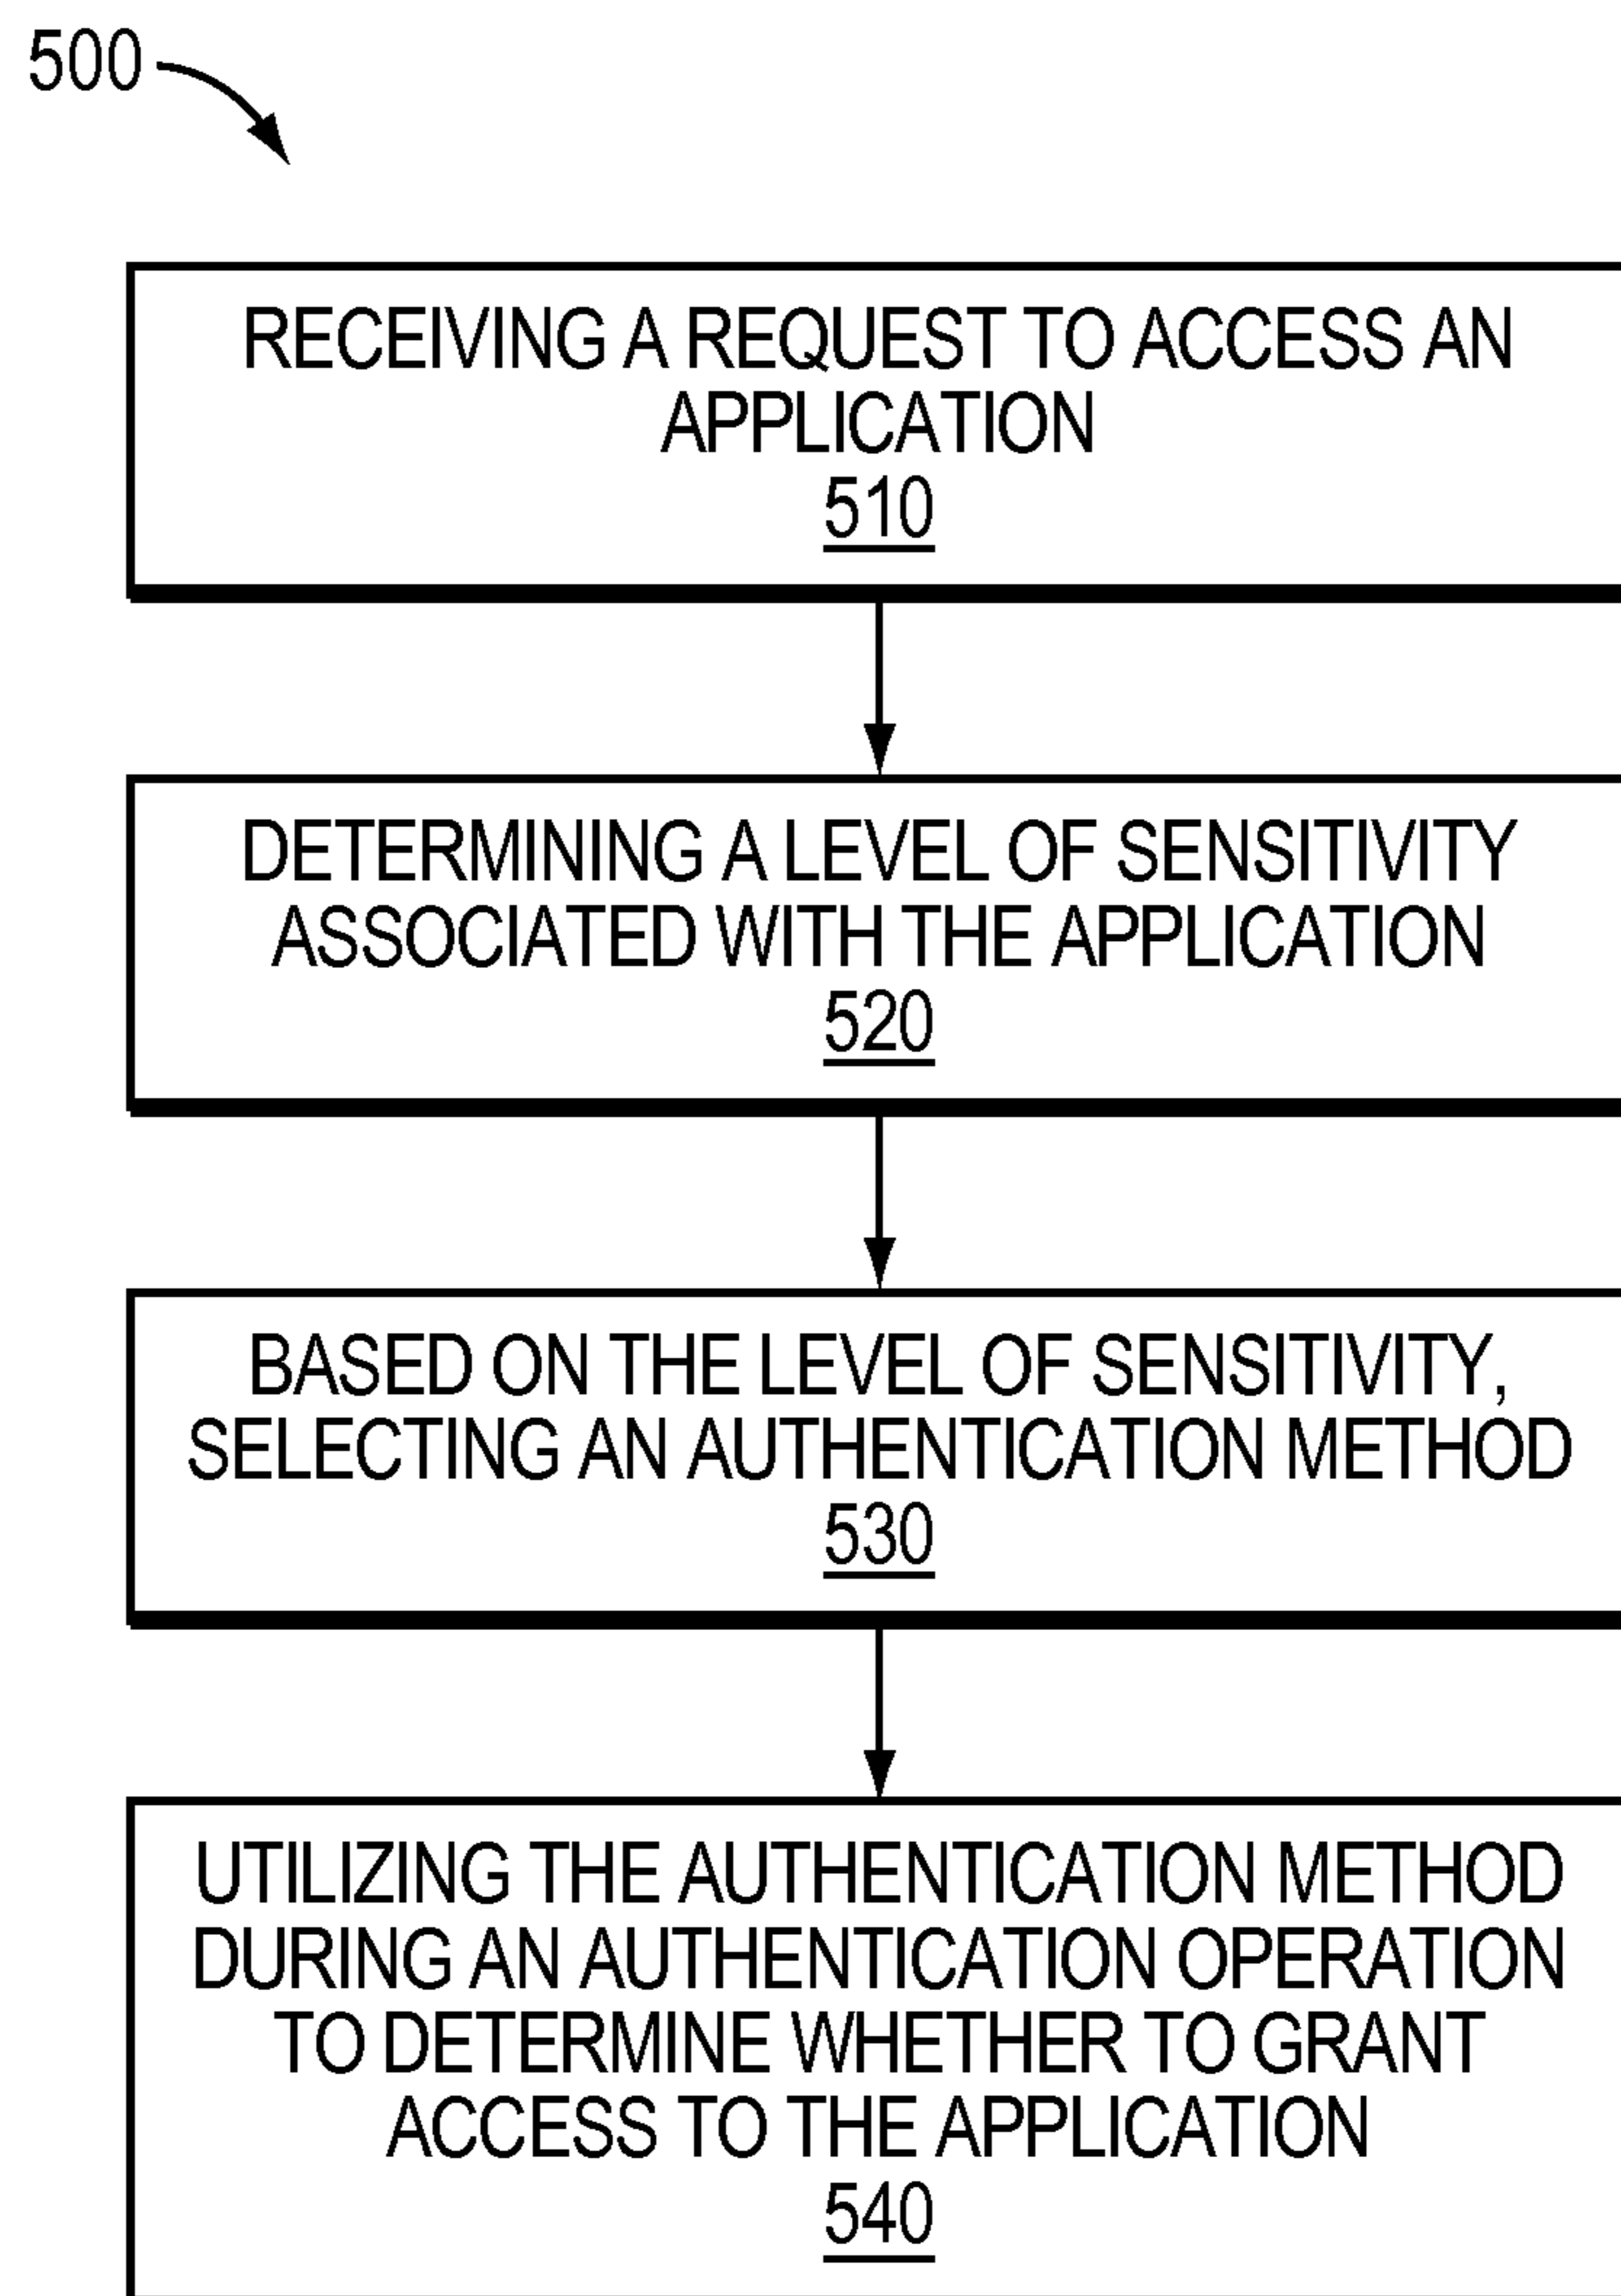 500
RECEIVING A REQUEST TO ACCESS AN
APPLICATION
510
DETERMINING A LEVEL OF SENSITIVITY
ASSOCIATED WITH THE APPLICATION
520
BASED ON THE LEVEL OF SENSITIVITY,
SELECTING AN AUTHENTICATION METHOD
530
UTILIZING THE AUTHENTICATION METHOD
DURING AN AUTHENTICATION OPERATION
TO DETERMINE WHETHER TO GRANT
ACCESS TO THE APPLICATION
540